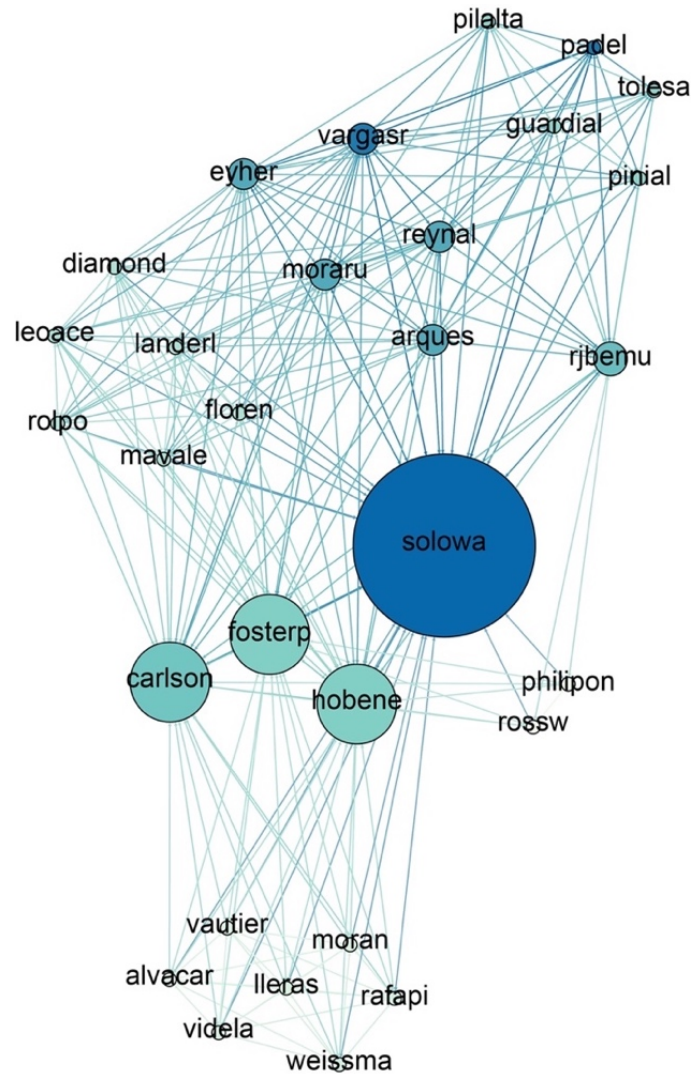 pilalta
padel
tolesa
guardial
vargasr
eyher
pinial
reynal
diamond
moraru
leoace
landerl
arques
rjbemu
rolpo
floren
mavale
solowa
fosterp
carlson
hobene
philipon
rossw
vautier
moran
alvacar
lleras
rafapi
videla
weissma